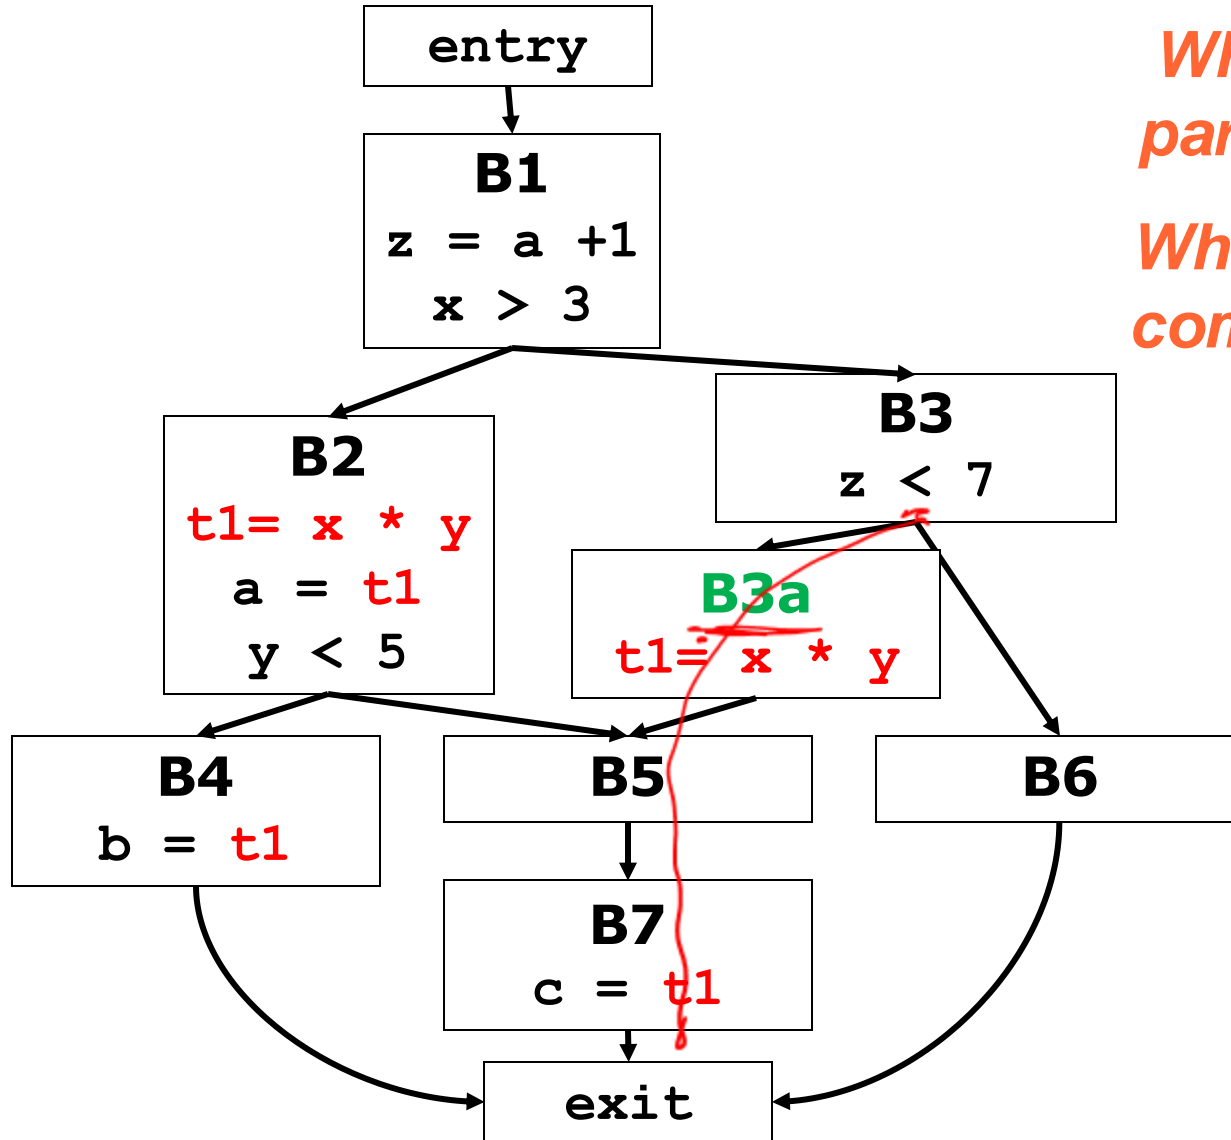 entry
B1
z = a +1
x > 3
B2
t1= x * y
a = t1
y < 5
B3
z < 7
B3a
t1= x * y
B4
b = t1
B5
B6
B7
c = t1
exit